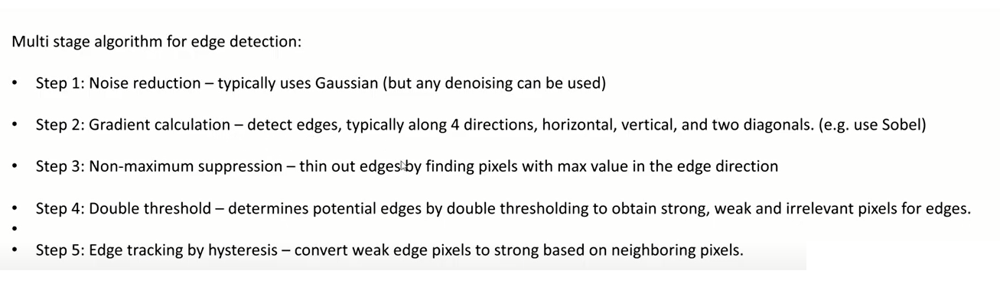 Multi stage algorithm for edge detection:
• Step 1: Noise reduction – typically uses Gaussian (but any denoising can be used)
• Step 2: Gradient calculation – detect edges, typically along 4 directions, horizontal, vertical, and two diagonals. (e.g. use Sobel)
• Step 3: Non-maximum suppression – thin out edges by finding pixels with max value in the edge direction
• Step 4: Double threshold – determines potential edges by double thresholding to obtain strong, weak and irrelevant pixels for edges.
•
• Step 5: Edge tracking by hysteresis – convert weak edge pixels to strong based on neighboring pixels.